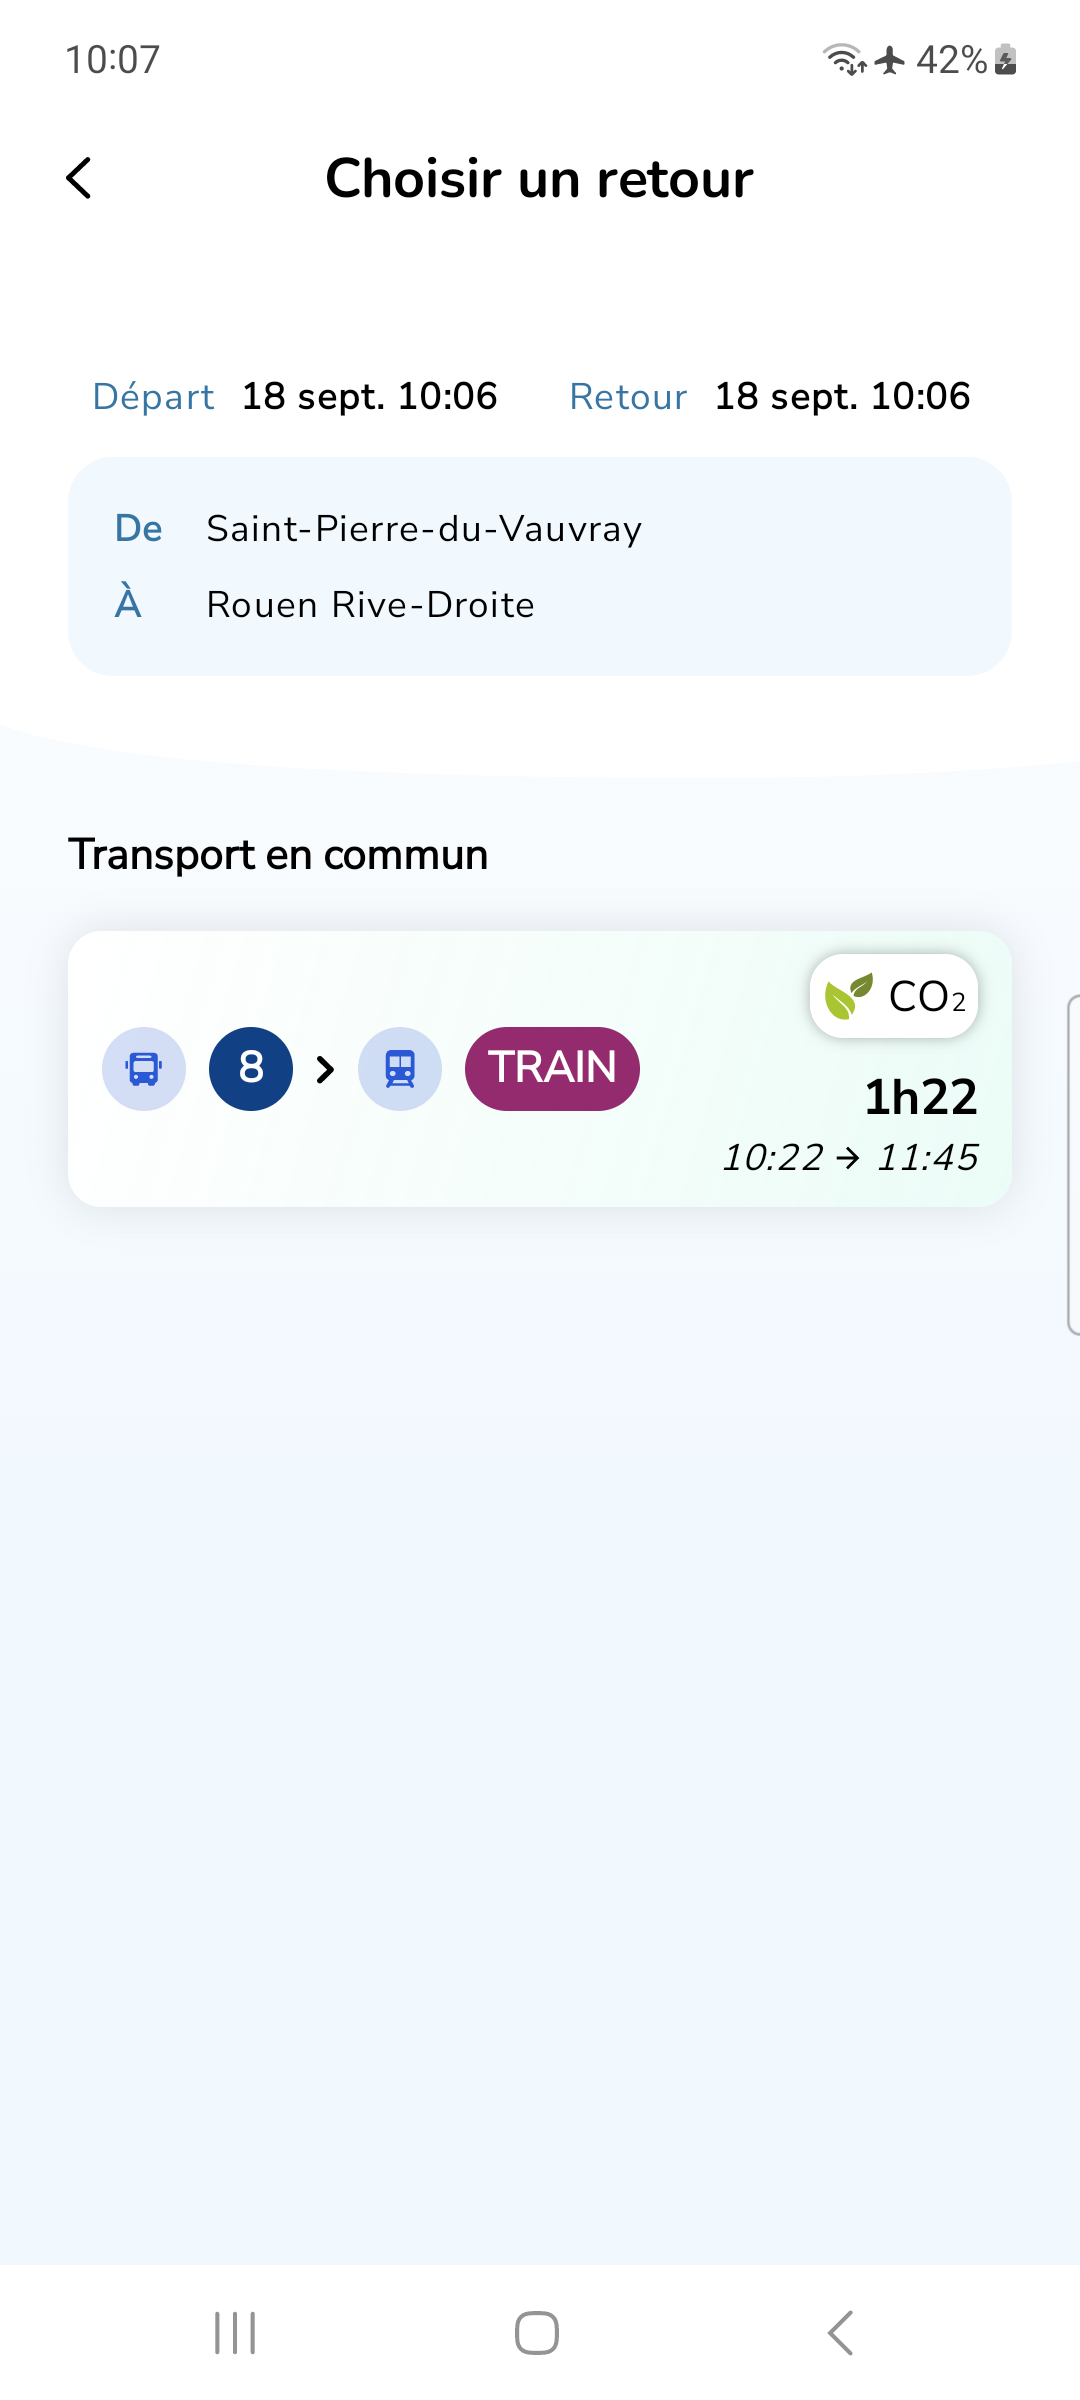 10:07 42%
Choisir un retour
Départ 18 sept. 10:06 Retour 18 sept. 10:06
De Saint-Pierre-du-Vauvray
À Rouen Rive-Droite
Transport en commun
CO2
8 TRAIN
1h22
10:22 → 11:45